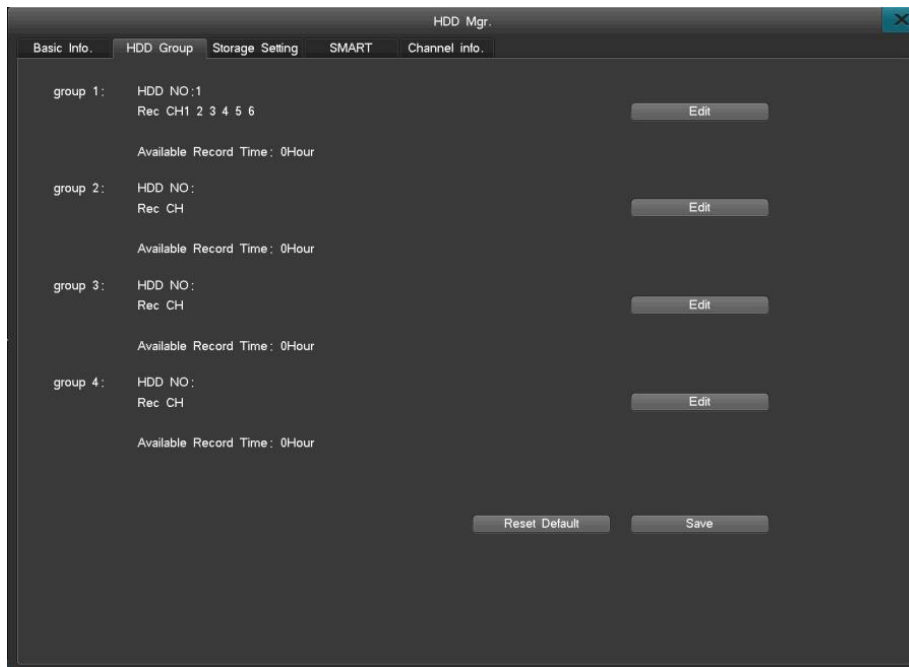 HDD Mgr.
Basic Info. HDD Group Storage Setting SMART Channel info.
group 1: HDD NO:1
Rec CH1 2 3 4 5 6 Edit
Available Record Time: 0Hour
group 2: HDD NO:
Rec CH Edit
Available Record Time: 0Hour
group 3: HDD NO:
Rec CH Edit
Available Record Time: 0Hour
group 4: HDD NO:
Rec CH Edit
Available Record Time: 0Hour
Reset Default Save